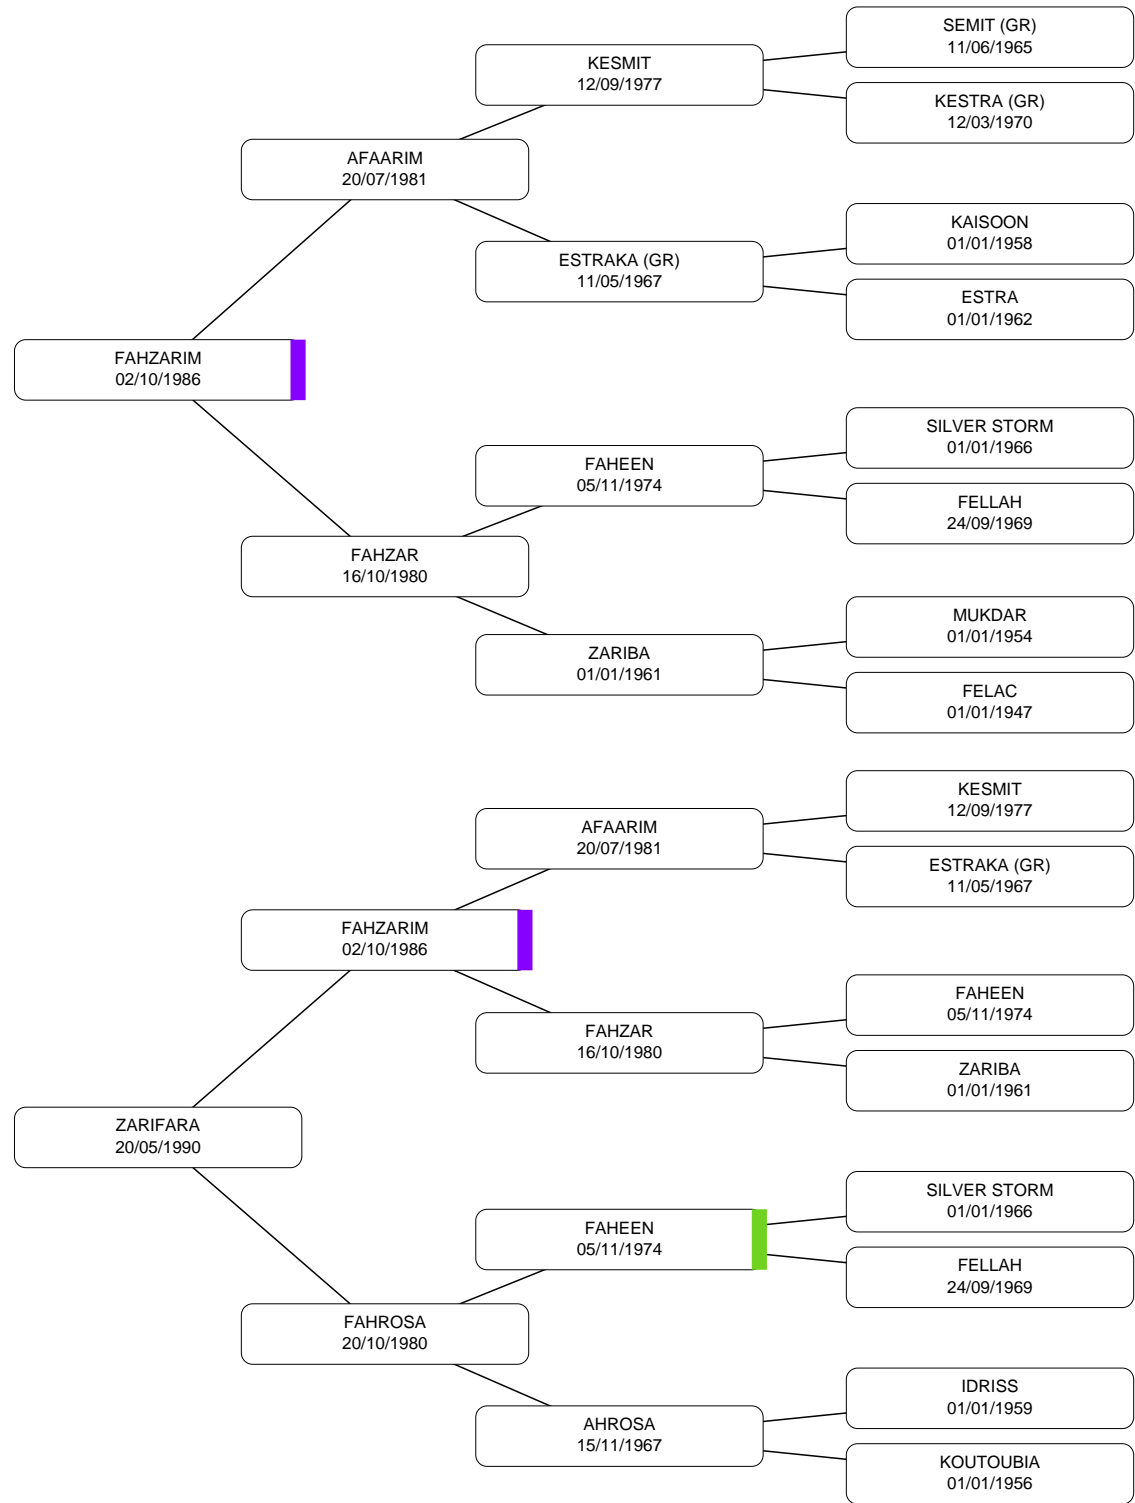 SEMIT (GR)
11/06/1965
KESMIT
12/09/1977
KESTRA (GR)
12/03/1970
AFAARIM
20/07/1981
KAISOON
01/01/1958
ESTRAKA (GR)
11/05/1967
ESTRA
01/01/1962
FAHZARIM
02/10/1986
SILVER STORM
01/01/1966
FAHEEN
05/11/1974
FELLAH
24/09/1969
FAHZAR
16/10/1980
MUKDAR
01/01/1954
ZARIBA
01/01/1961
FELAC
01/01/1947
KESMIT
12/09/1977
AFAARIM
20/07/1981
ESTRAKA (GR)
11/05/1967
FAHZARIM
02/10/1986
FAHEEN
05/11/1974
FAHZAR
16/10/1980
ZARIBA
01/01/1961
ZARIFARA
20/05/1990
SILVER STORM
01/01/1966
FAHEEN
05/11/1974
FELLAH
24/09/1969
FAHROSA
20/10/1980
IDRISS
01/01/1959
AHROSA
15/11/1967
KOUTOUBIA
01/01/1956